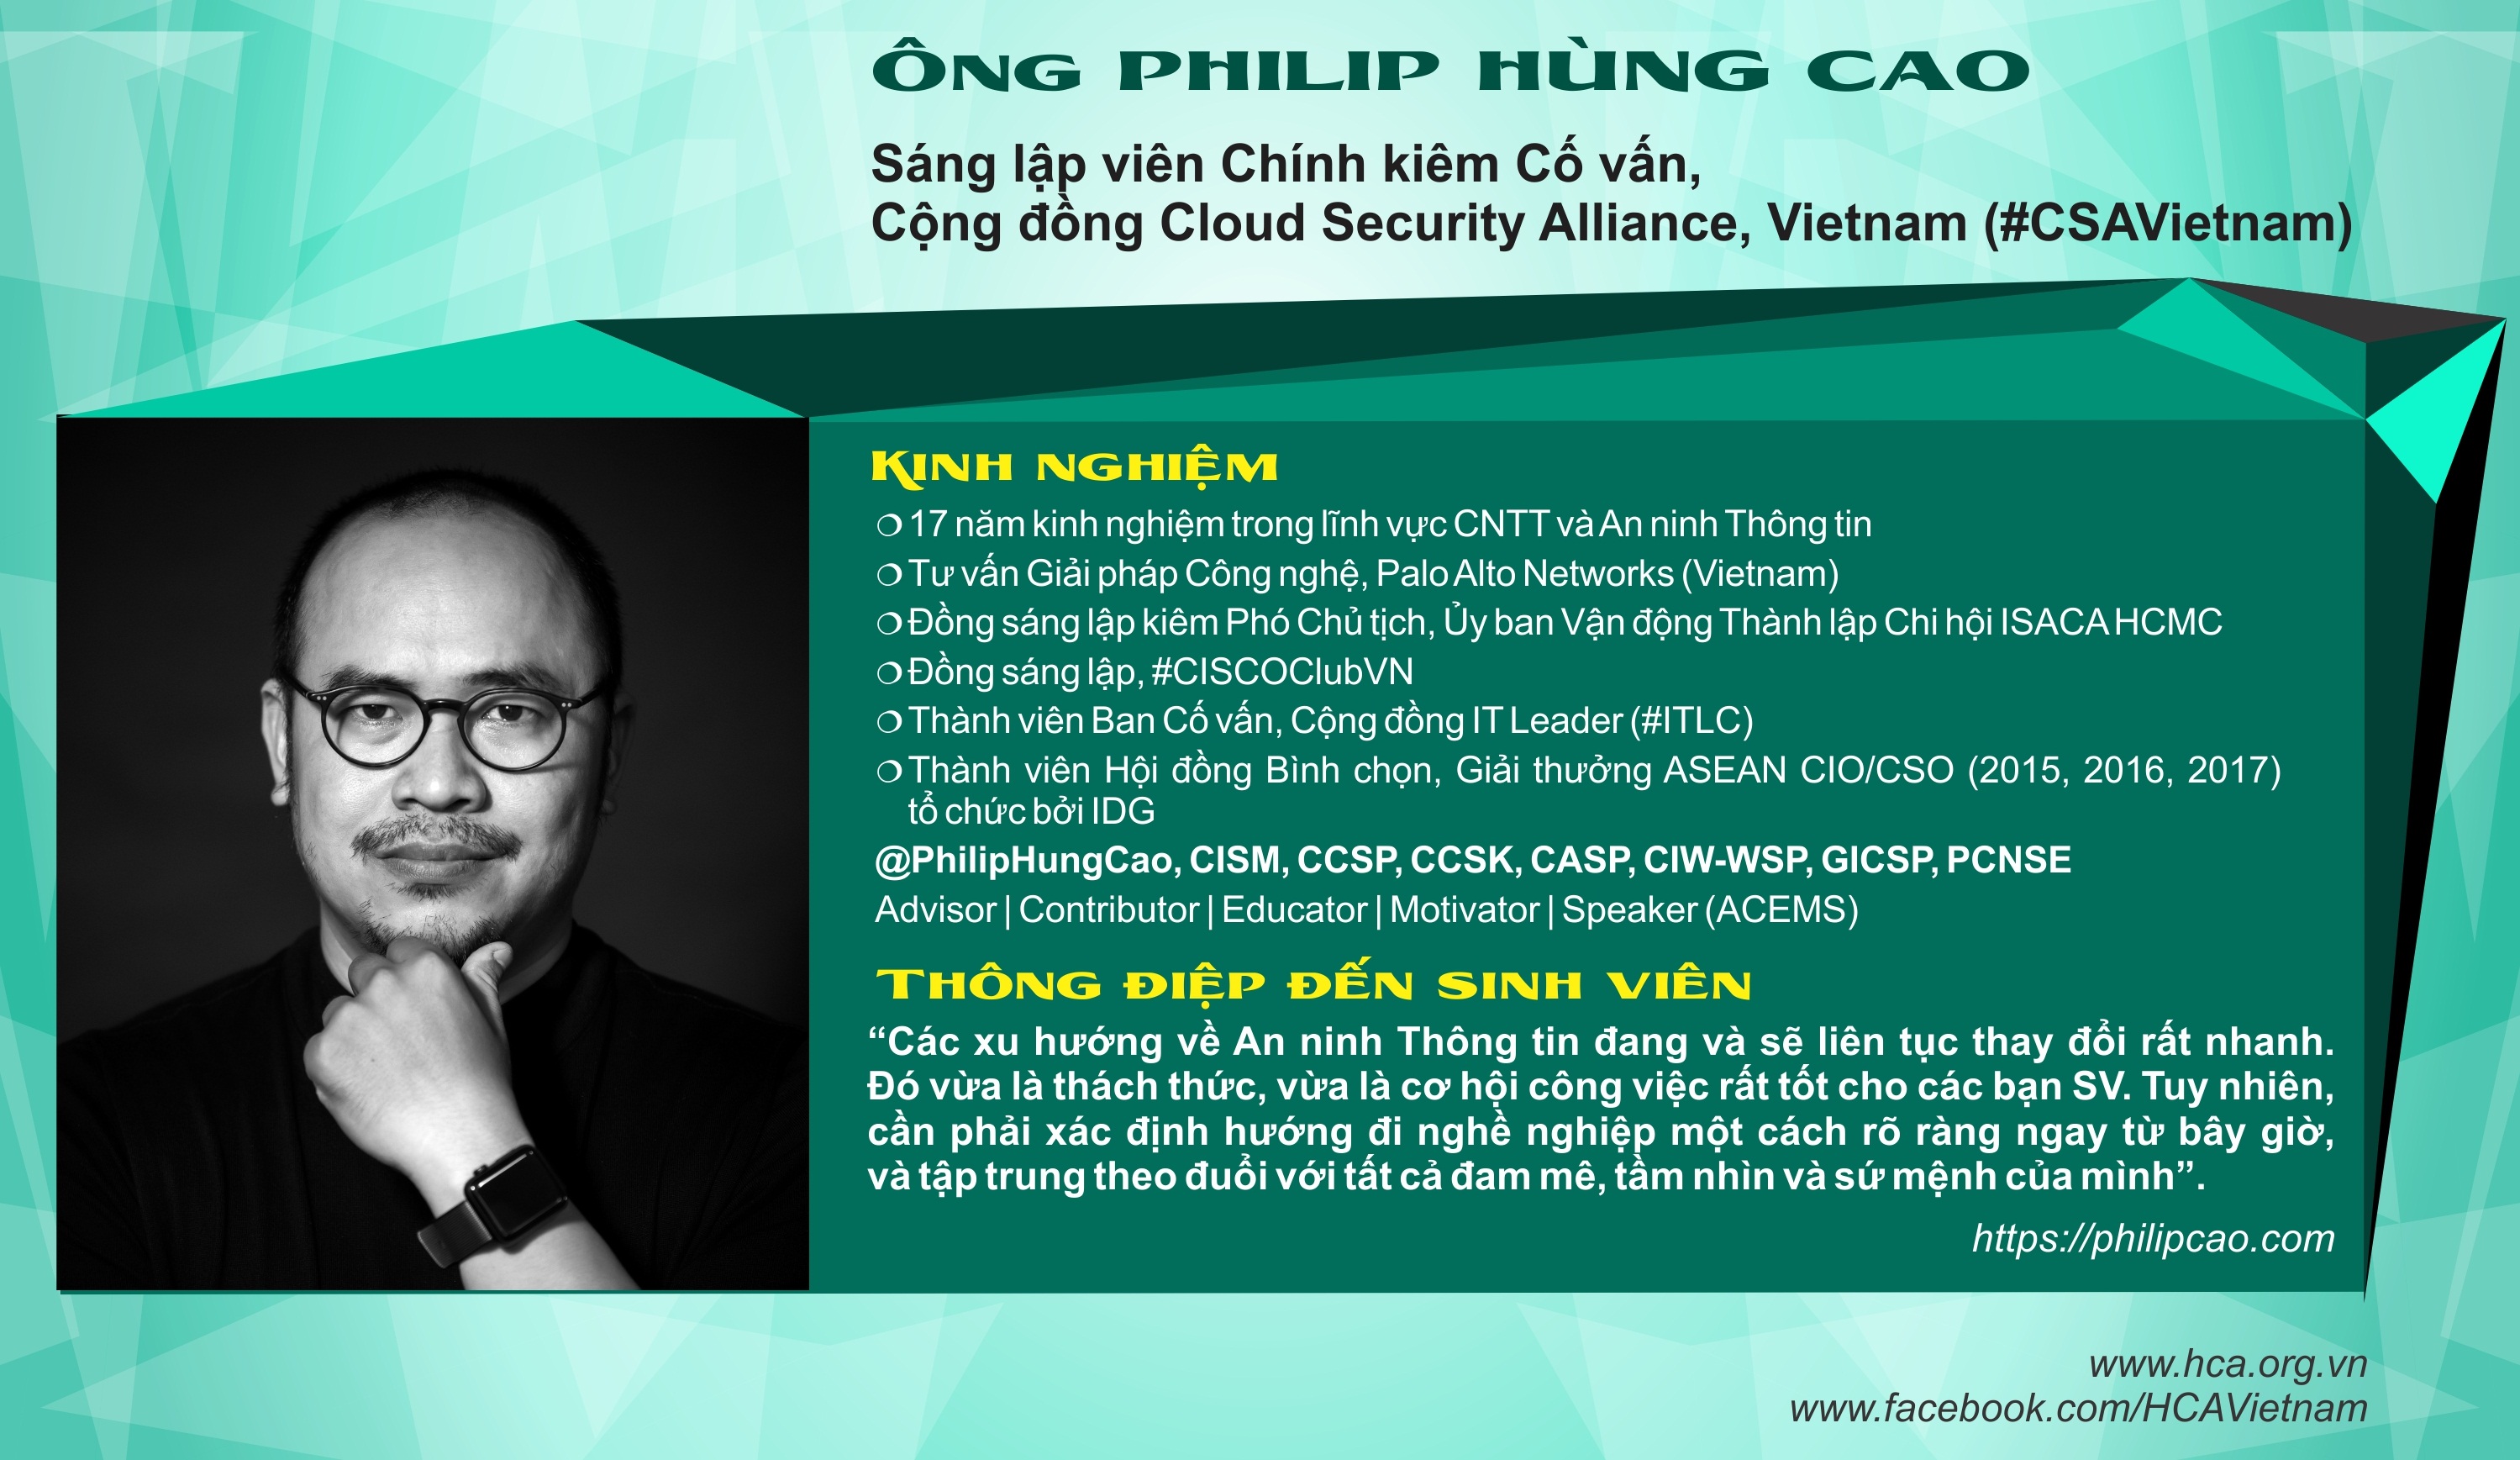 ÔNG PHILIP HÙNG CAO
Sáng lập viên Chính kiêm Cố vấn,
Cộng đồng Cloud Security Alliance, Vietnam (#CSAVietnam)
KINH NGHIỆM
❍ 17 năm kinh nghiệm trong lĩnh vực CNTT và An ninh Thông tin
❍ Tư vấn Giải pháp Công nghệ, Palo Alto Networks (Vietnam)
❍ Đồng sáng lập kiêm Phó Chủ tịch, Ủy ban Vận động Thành lập Chi hội ISACA HCMC
❍ Đồng sáng lập, #CISCOClubVN
❍ Thành viên Ban Cố vấn, Cộng đồng IT Leader (#ITLC)
❍ Thành viên Hội đồng Bình chọn, Giải thưởng ASEAN CIO/CSO (2015, 2016, 2017)
tổ chức bởi IDG
@PhilipHungCao, CISM, CCSP, CCSK, CASP, CIW-WSP, GICSP, PCNSE
Advisor | Contributor | Educator | Motivator | Speaker (ACEMS)
THÔNG ĐIỆP ĐẾN SINH VIÊN
“Các xu hướng về An ninh Thông tin đang và sẽ liên tục thay đổi rất nhanh.
Đó vừa là thách thức, vừa là cơ hội công việc rất tốt cho các bạn SV. Tuy nhiên,
cần phải xác định hướng đi nghề nghiệp một cách rõ ràng ngay từ bây giờ,
và tập trung theo đuổi với tất cả đam mê, tầm nhìn và sứ mệnh của mình”.
https://philipcao.com
www.hca.org.vn
www.facebook.com/HCAVietnam